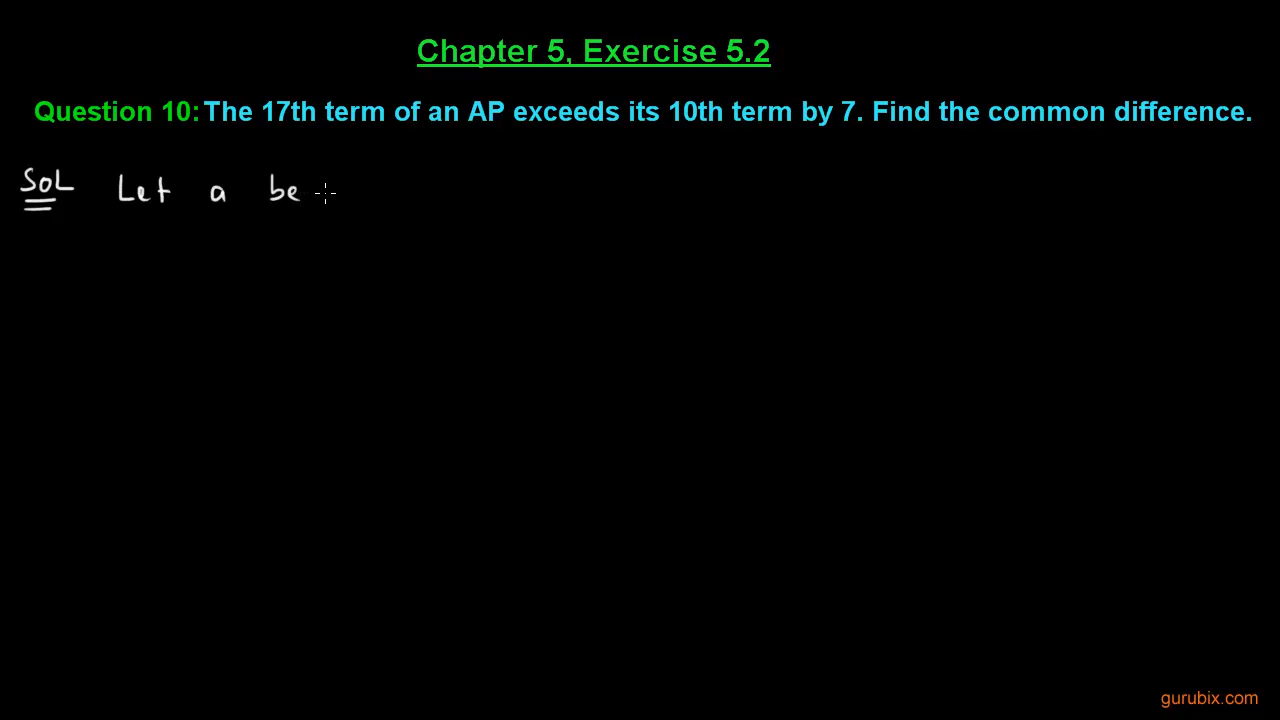 Chapter 5, Exercise 5.2
Question 10: The 17th term of an AP exceeds its 10th term by 7. Find the common difference.
SOL Let a be
gurubix.com